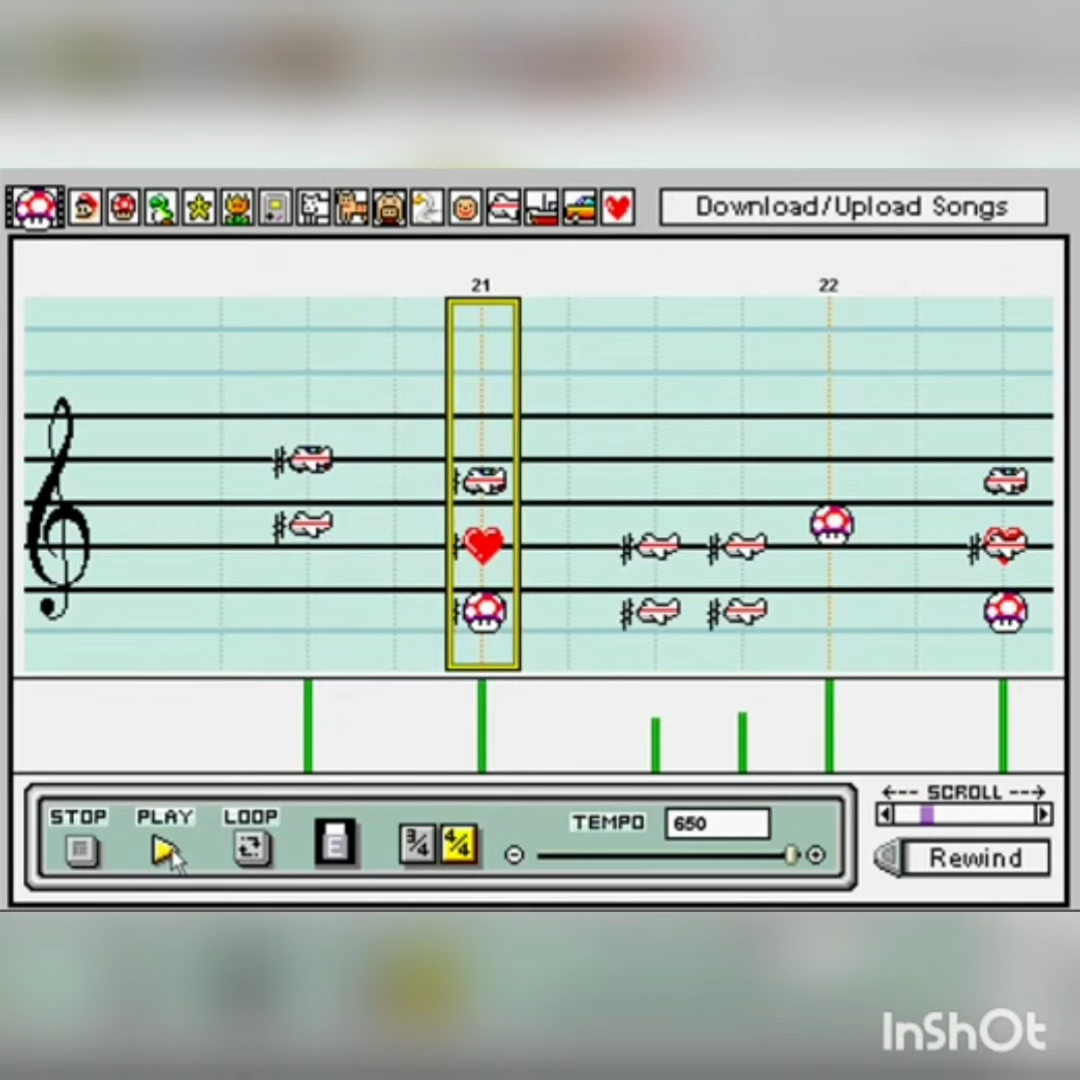 Download/Upload Songs
21
22
STOP
PLAY
LOOP
3/4
4/4
TEMPO
650
<--- SCROLL --->
Rewind
InShOt